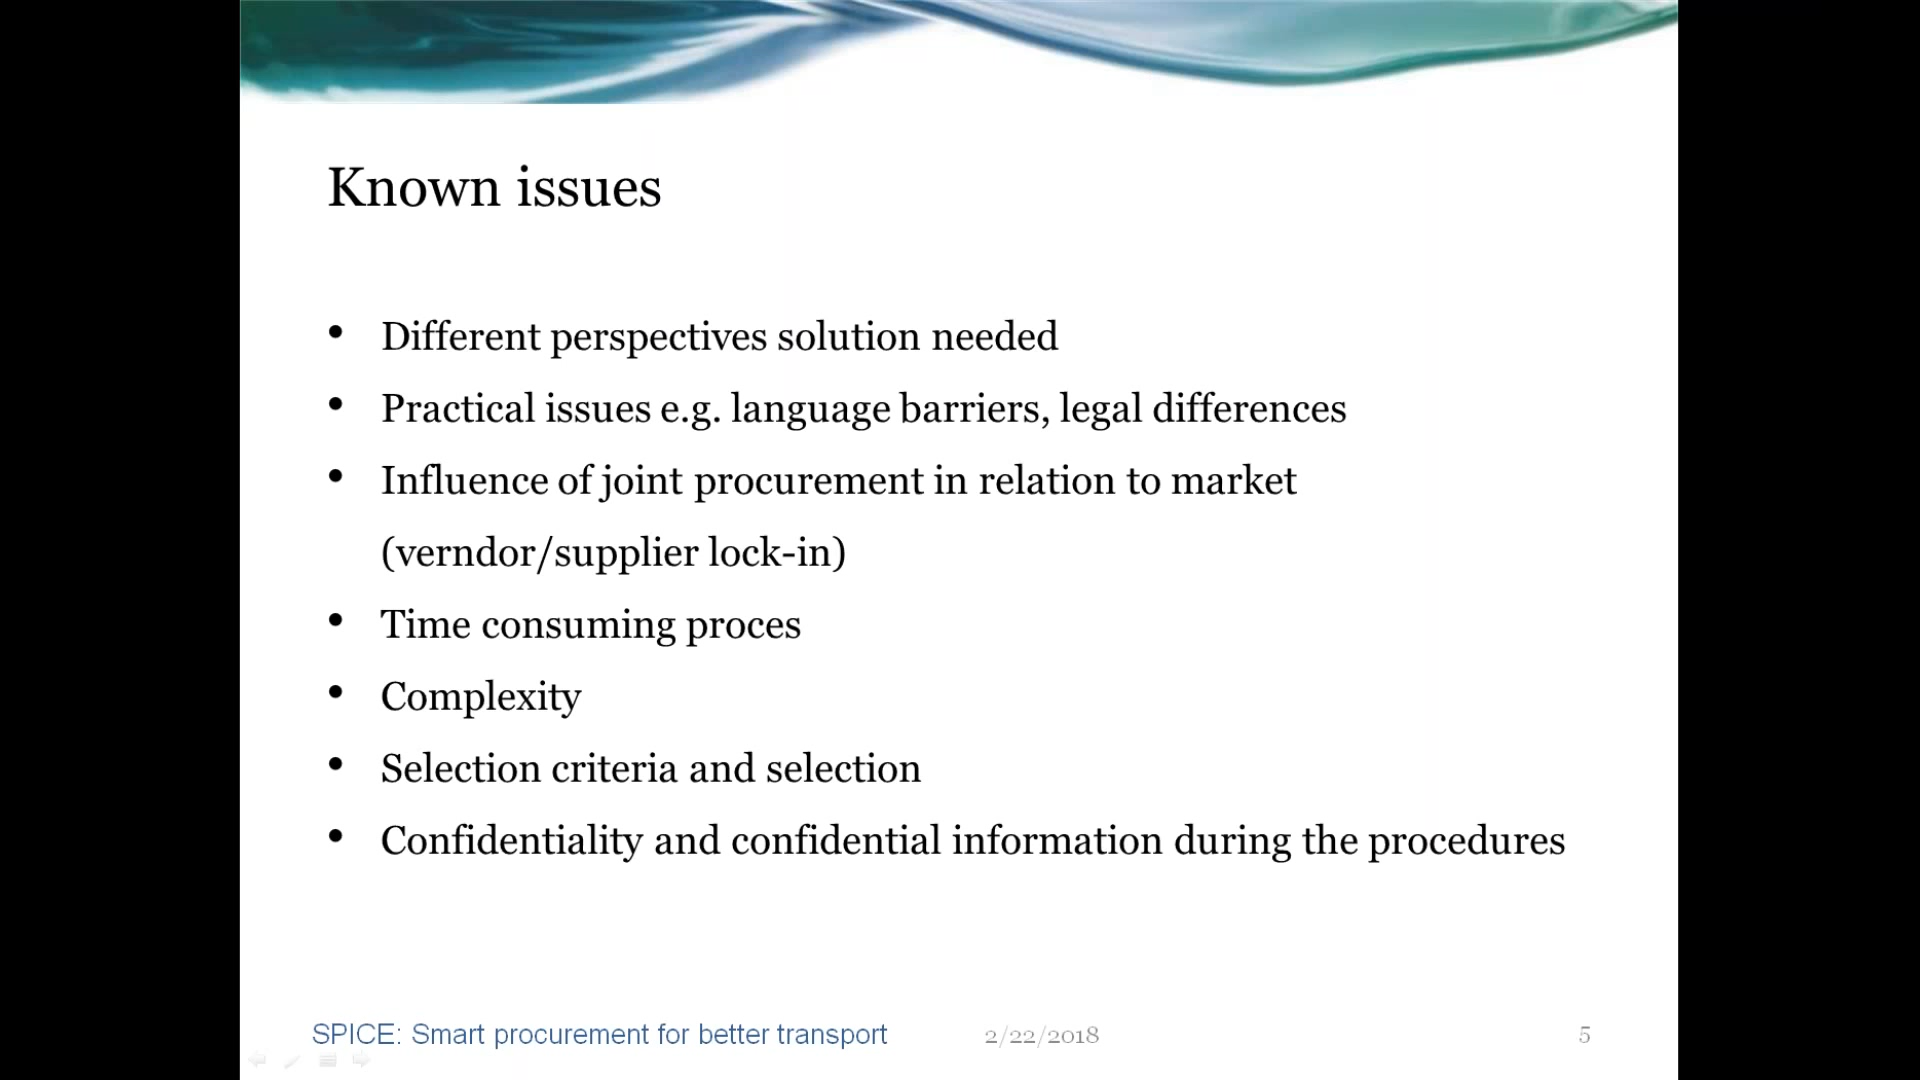 Known issues
• Different perspectives solution needed
• Practical issues e.g. language barriers, legal differences
• Influence of joint procurement in relation to market
(verndor/supplier lock-in)
• Time consuming proces
• Complexity
• Selection criteria and selection
• Confidentiality and confidential information during the procedures
SPICE: Smart procurement for better transport 2/22/2018 5